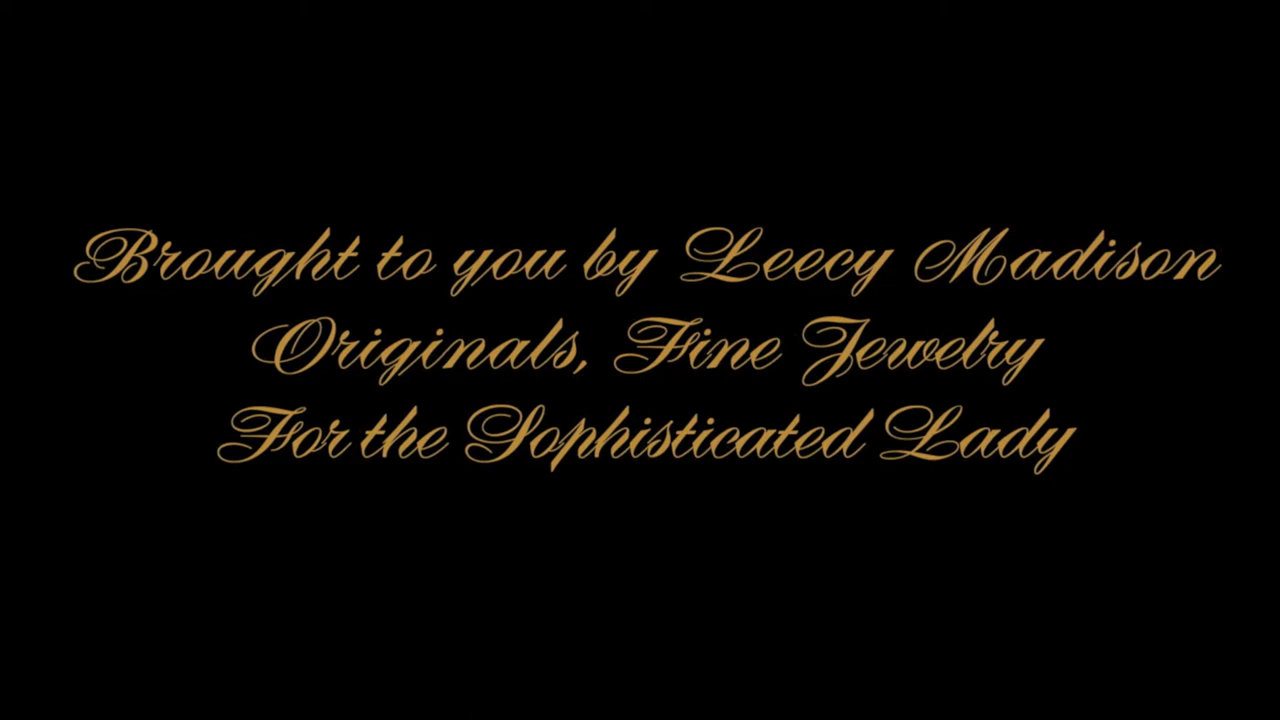 Brought to you by Leecy Madison
Originals, Fine Jewelry
For the Sophisticated Lady